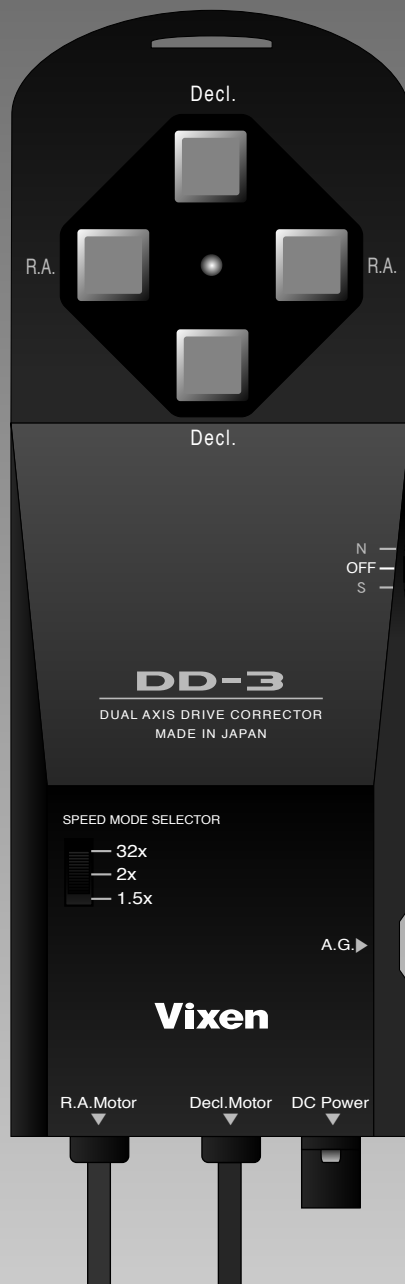 Decl.
R.A. R.A.
Decl.
N
OFF
S
DD-3
DUAL AXIS DRIVE CORRECTOR
MADE IN JAPAN
SPEED MODE SELECTOR
32x
2x
1.5x
A.G.
Vixen
R.A.Motor Decl.Motor DC Power